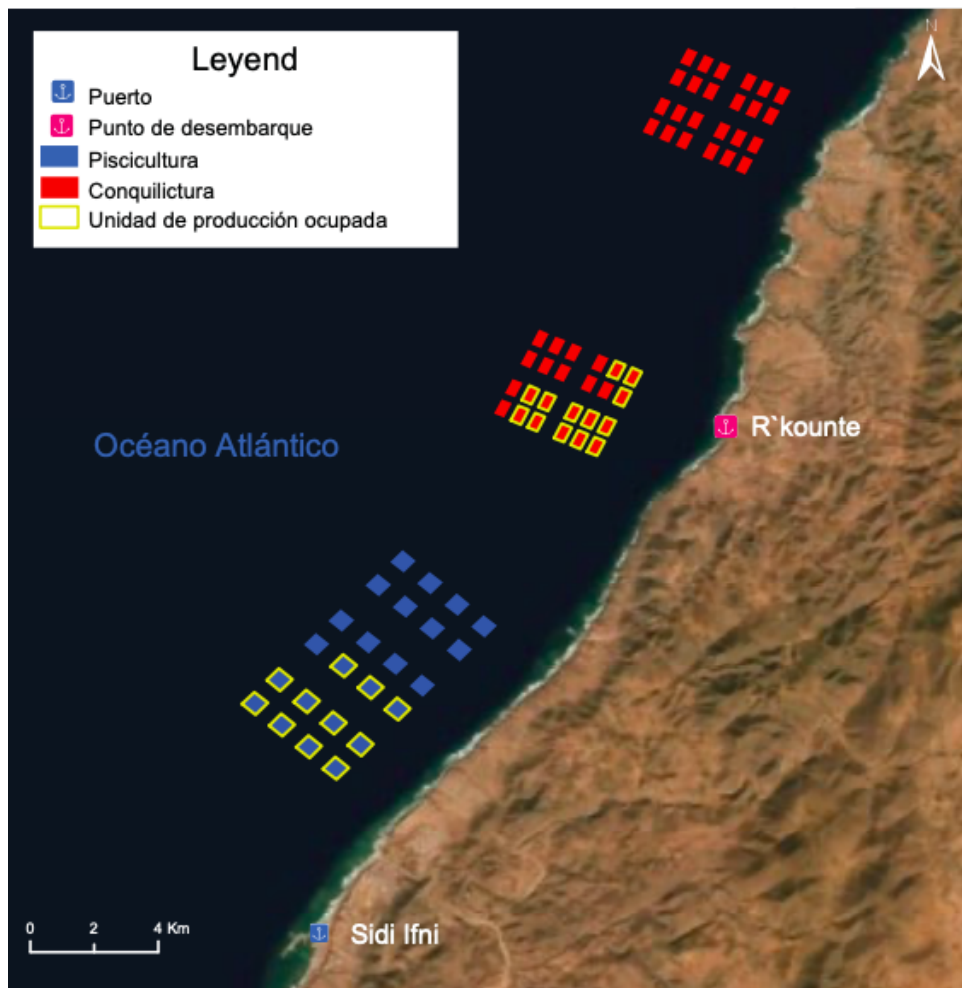 N
Leyend
Puerto
Punto de desembarque
Piscicultura
Conquilictura
Unidad de producción ocupada
R`kounte
Océano Atlántico
0 2 4 Km
Sidi Ifni